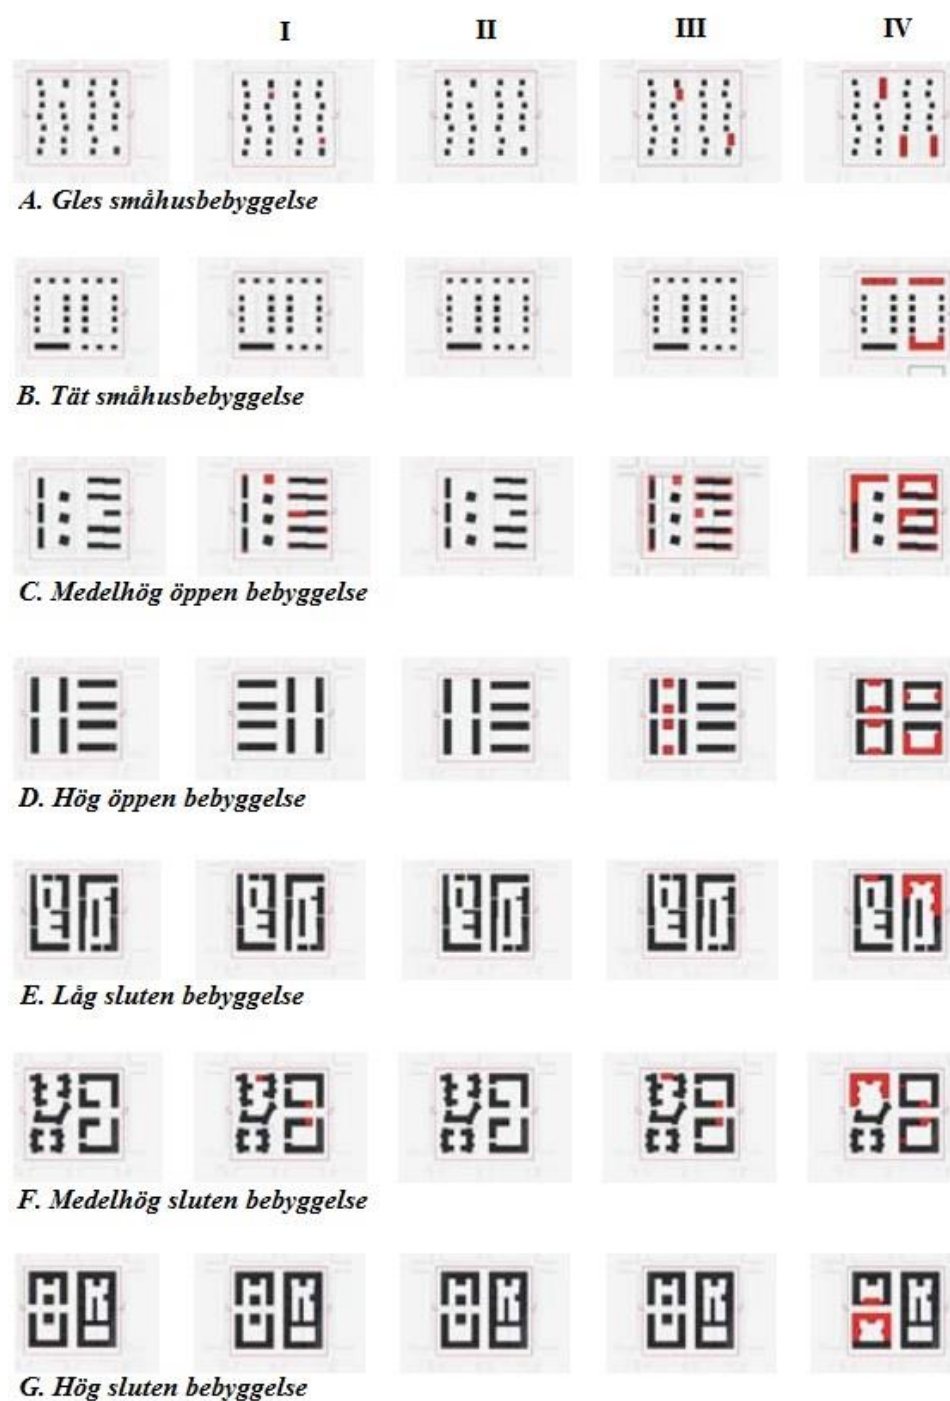 I II III IV
A. Gles småhusbebyggelse
B. Tät småhusbebyggelse
C. Medelhög öppen bebyggelse
D. Hög öppen bebyggelse
E. Låg sluten bebyggelse
F. Medelhög sluten bebyggelse
G. Hög sluten bebyggelse